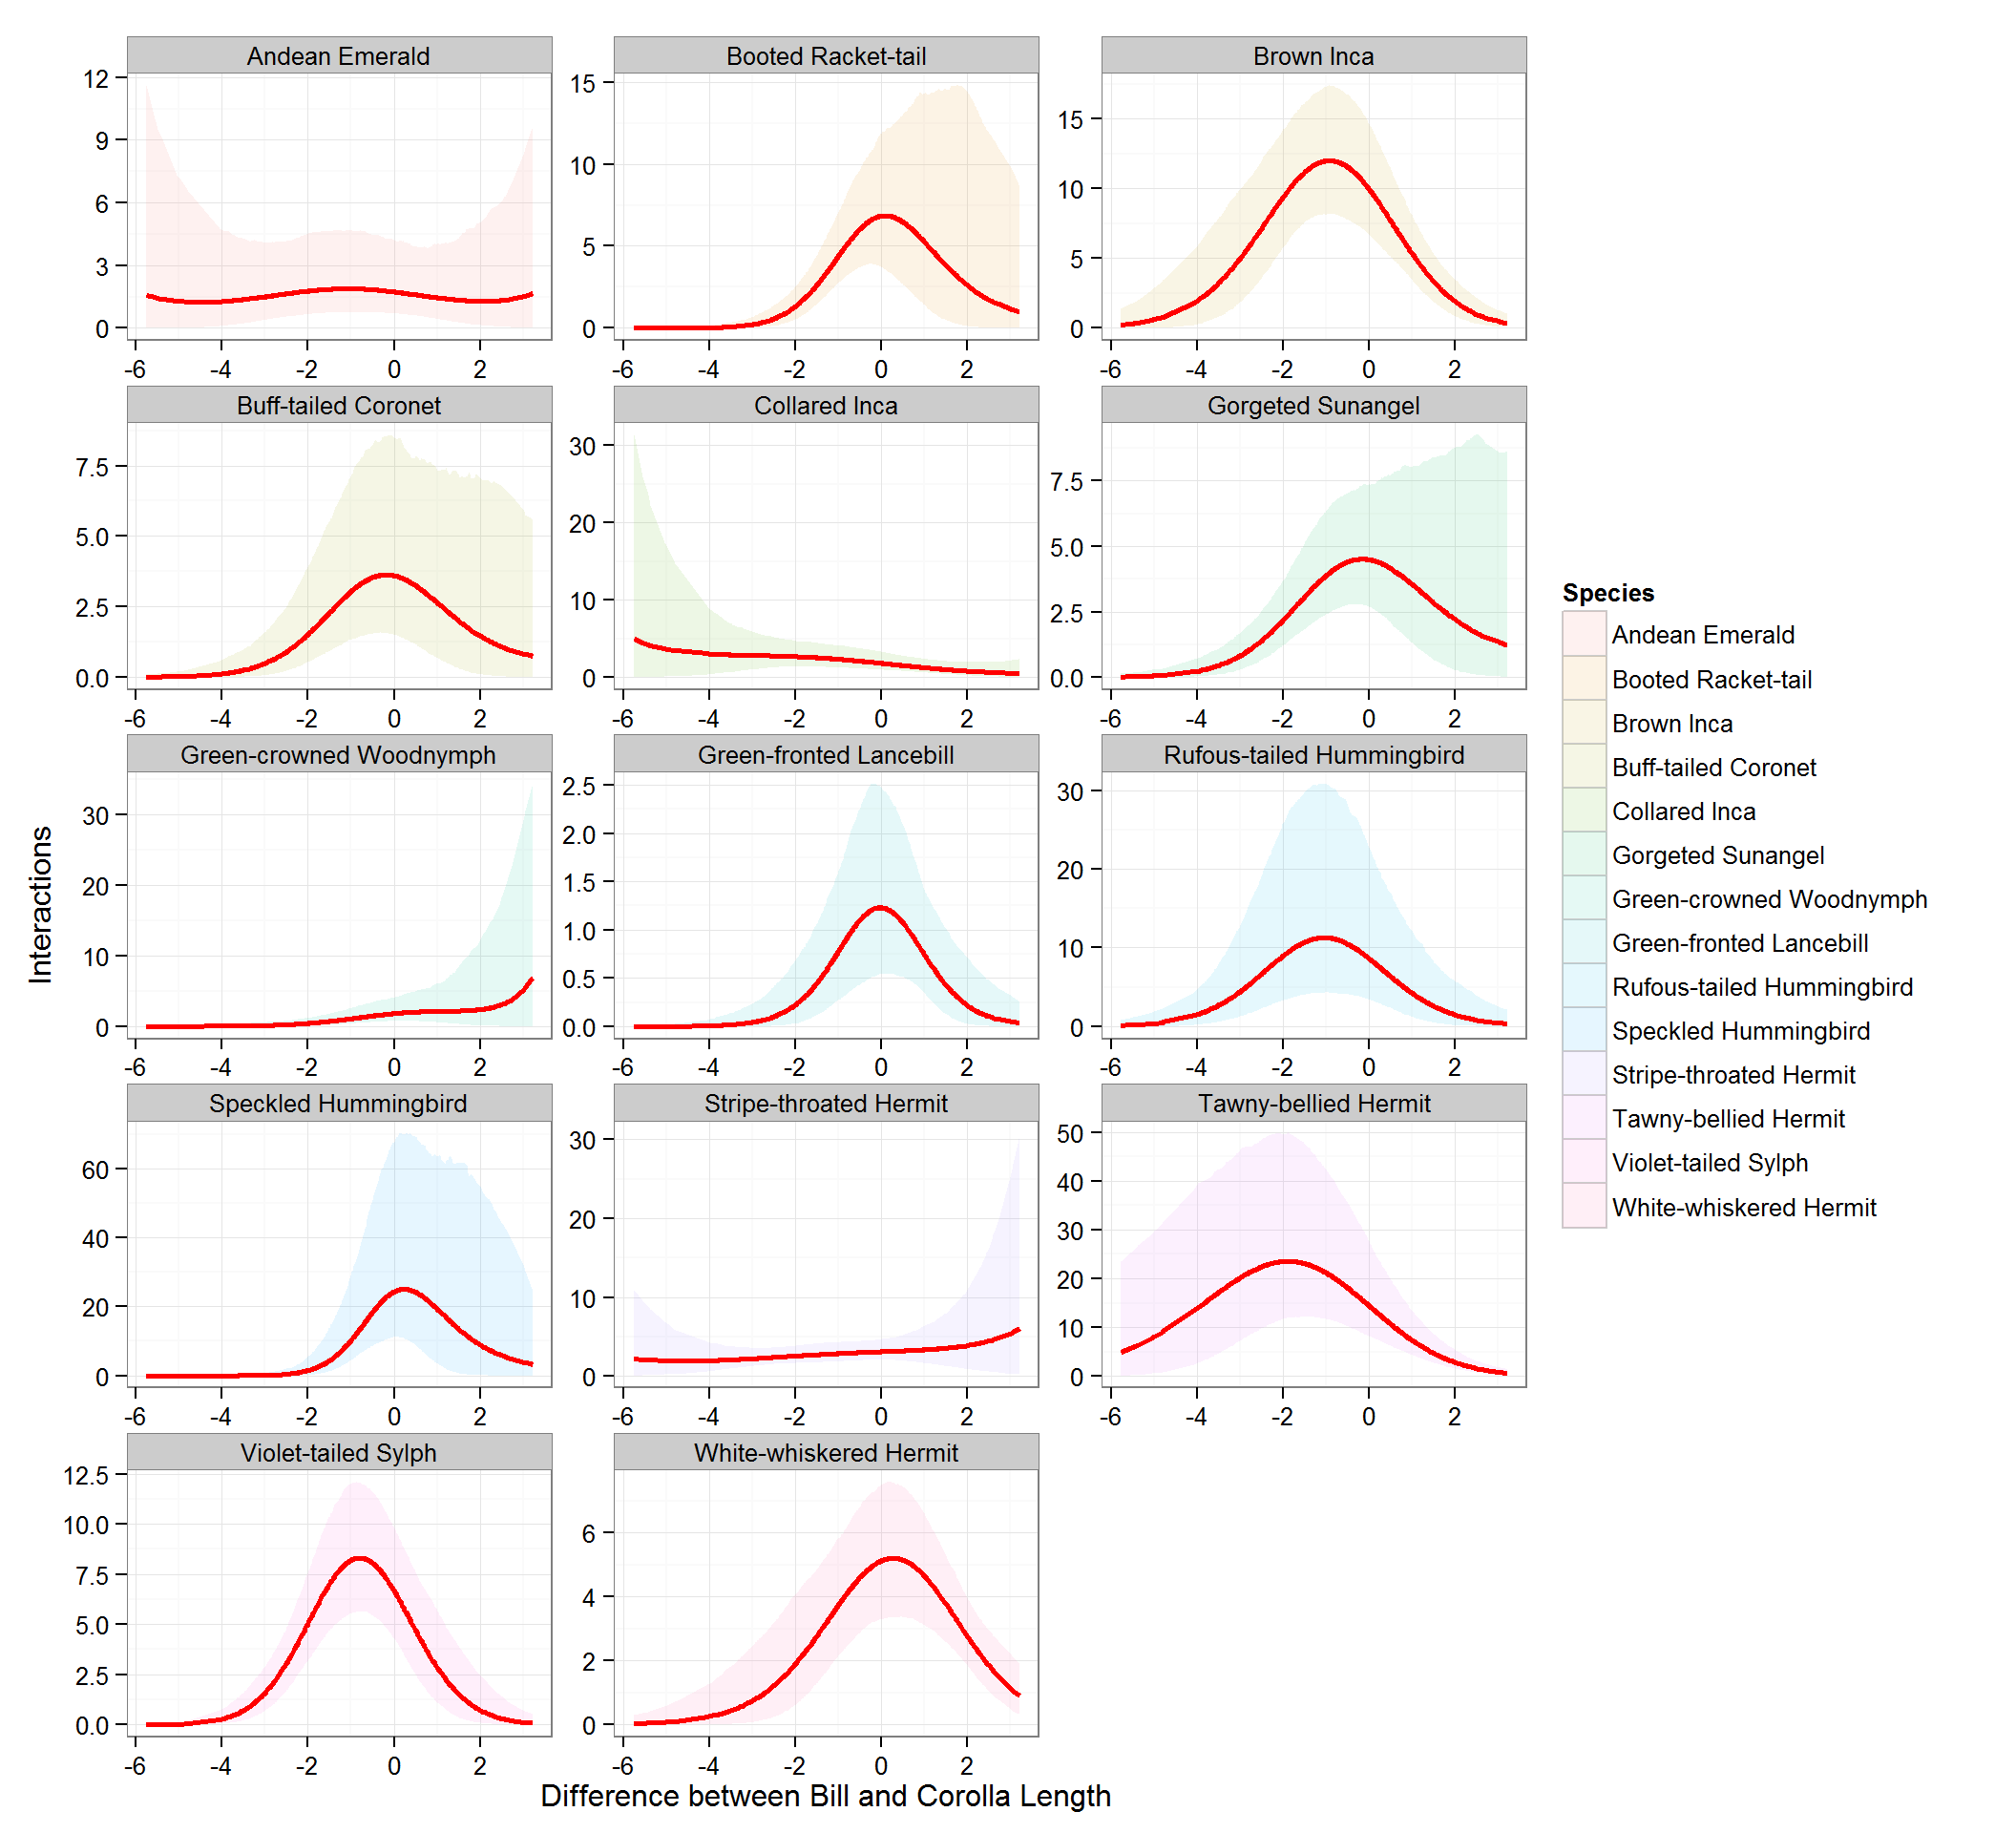 Andean Emerald
Booted Racket-tail
Brown Inca
12
9
6
3
0
15
10
5
0
15
10
5
0
-6 -4 -2 0 2
-6 -4 -2 0 2
-6 -4 -2 0 2
Buff-tailed Coronet
Collared Inca
Gorgeted Sunangel
7.5
5.0
2.5
0.0
30
20
10
0
7.5
5.0
2.5
0.0
-6 -4 -2 0 2
-6 -4 -2 0 2
-6 -4 -2 0 2
Green-crowned Woodnymph
Green-fronted Lancebill
Rufous-tailed Hummingbird
30
20
10
0
2.5
2.0
1.5
1.0
0.5
0.0
30
20
10
0
-6 -4 -2 0 2
-6 -4 -2 0 2
-6 -4 -2 0 2
Speckled Hummingbird
Stripe-throated Hermit
Tawny-bellied Hermit
60
40
20
0
30
20
10
0
50
40
30
20
10
0
-6 -4 -2 0 2
-6 -4 -2 0 2
-6 -4 -2 0 2
Violet-tailed Sylph
White-whiskered Hermit
12.5
10.0
7.5
5.0
2.5
0.0
6
4
2
0
-6 -4 -2 0 2
-6 -4 -2 0 2
Interactions
Difference between Bill and Corolla Length
Species
Andean Emerald
Booted Racket-tail
Brown Inca
Buff-tailed Coronet
Collared Inca
Gorgeted Sunangel
Green-crowned Woodnymph
Green-fronted Lancebill
Rufous-tailed Hummingbird
Speckled Hummingbird
Stripe-throated Hermit
Tawny-bellied Hermit
Violet-tailed Sylph
White-whiskered Hermit